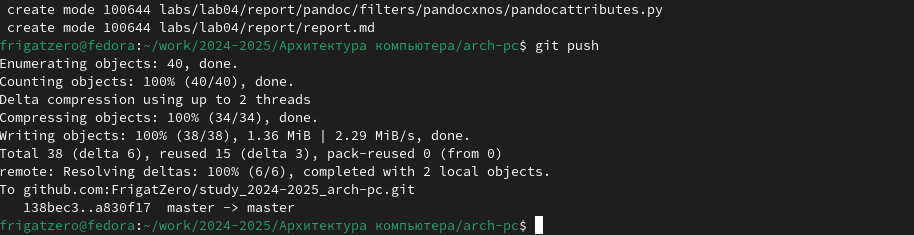 create mode 100644 labs/lab04/report/pandoc/filters/pandocxnos/pandocattributes.py
create mode 100644 labs/lab04/report/report.md
frigatzero@fedora:~/work/2024-2025/Архитектура компьютера/arch-pc$ git push
Enumerating objects: 40, done.
Counting objects: 100% (40/40), done.
Delta compression using up to 2 threads
Compressing objects: 100% (34/34), done.
Writing objects: 100% (38/38), 1.36 MiB | 2.29 MiB/s, done.
Total 38 (delta 6), reused 15 (delta 3), pack-reused 0 (from 0)
remote: Resolving deltas: 100% (6/6), completed with 2 local objects.
To github.com:FrigatZero/study_2024-2025_arch-pc.git
   138bec3..a830f17  master -> master
frigatzero@fedora:~/work/2024-2025/Архитектура компьютера/arch-pc$